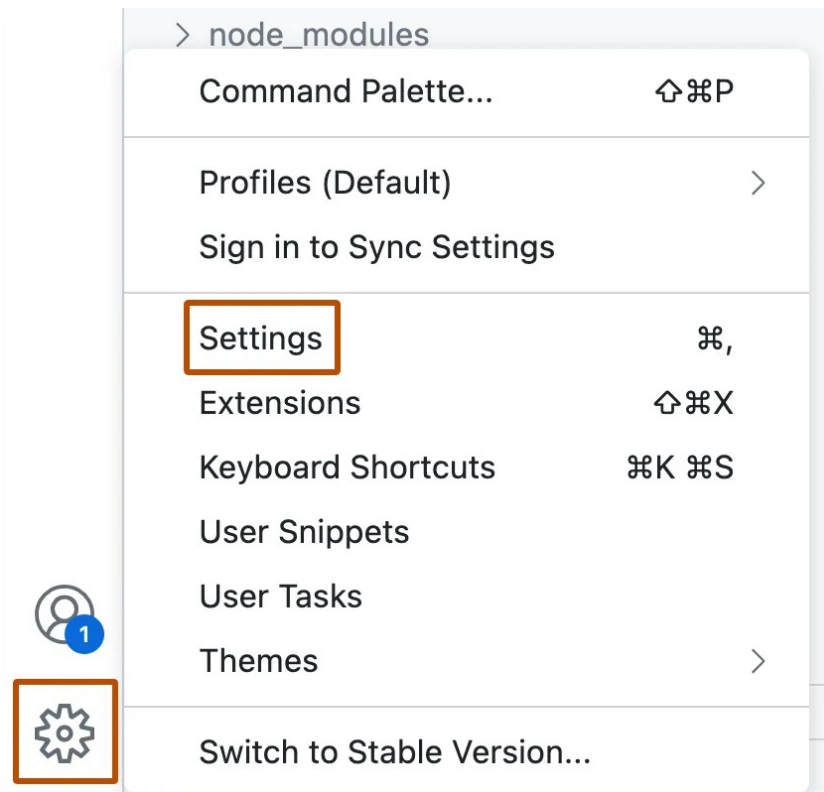 node_modules
Command Palette... ⇧⌘P
Profiles (Default)
Sign in to Sync Settings
Settings ⌘,
Extensions ⇧⌘X
Keyboard Shortcuts ⌘K ⌘S
User Snippets
User Tasks
1
Themes
Switch to Stable Version...